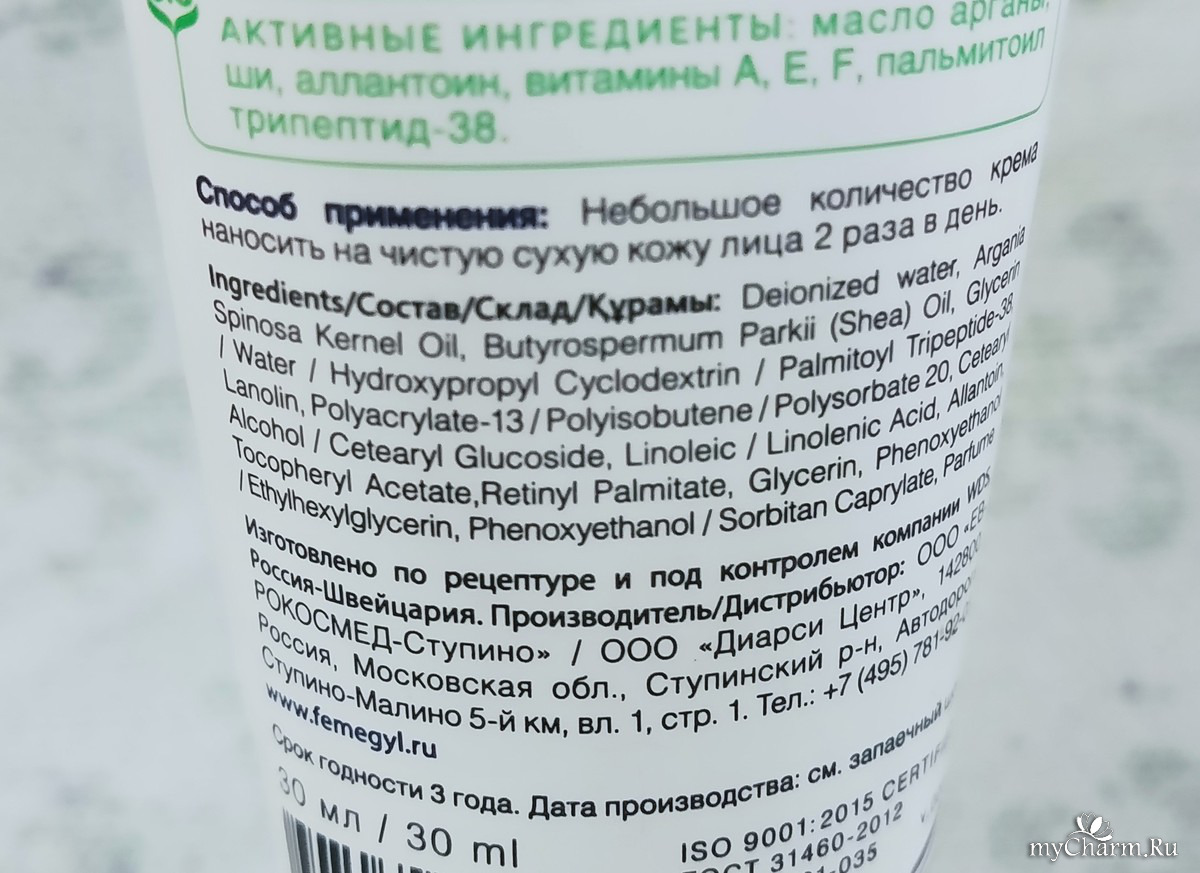 АКТИВНЫЕ ИНГРЕДИЕНТЫ: масло арганы,
ши, аллантоин, витамины А, Е, F, пальмитоил
трипептид-38.
Способ применения: Небольшое количество крема
наносить на чистую сухую кожу лица 2 раза в день.
Ingredients/Состав/Склад/Құрамы: Deionized water, Argania
Spinosa Kernel Oil, Butyrospermum Parkii (Shea) Oil, Glycerin
/ Water / Hydroxypropyl Cyclodextrin / Palmitoyl Tripeptide-38,
Lanolin, Polyacrylate-13 / Polyisobutene / Polysorbate 20, Cetearyl
Alcohol / Cetearyl Glucoside, Linoleic / Linolenic Acid, Allantoin,
Tocopheryl Acetate,Retinyl Palmitate, Glycerin, Phenoxyethanol
/ Ethylhexylglycerin, Phenoxyethanol / Sorbitan Caprylate, Parfume
Изготовлено по рецептуре и под контролем компании WDS
Россия-Швейцария. Производитель/Дистрибьютор: ООО «ЕВ-
РОКОСМЕД-Ступино» / ООО «Диарси Центр», 142800,
Россия, Московская обл., Ступинский р-н, Автодорога
Ступино-Малино 5-й км, вл. 1, стр. 1. Тел.: +7 (495) 781-92-
www.femegyl.ru
Срок годности 3 года. Дата производства: см. запаечный
30 мл / 30 ml
ISO 9001:2015
ГОСТ 31460-2012
-035
myCharm.Ru